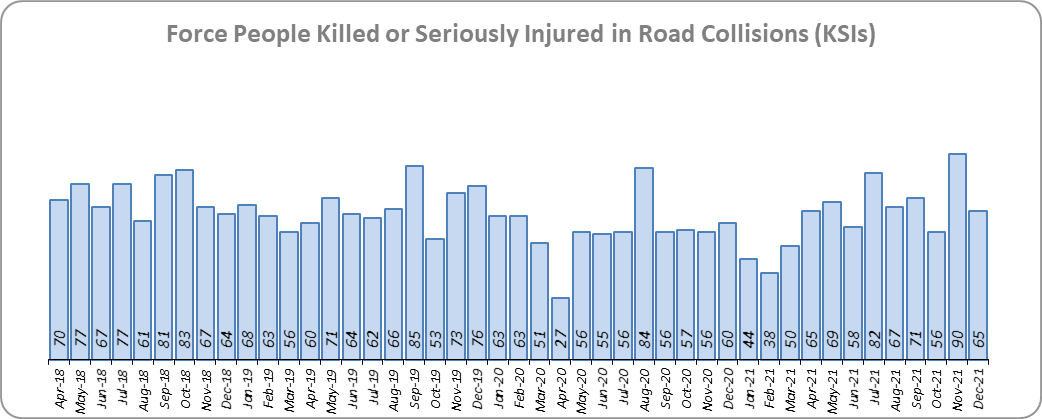 Force People Killed or Seriously Injured in Road Collisions (KSIs)
70 77 67 77 61 81 83 67 64 68 63 56 60 71 64 62 66 85 53 73 76 63 63 51 27 56 55 56 84 56 57 56 60 44 38 50 65 69 58 82 67 71 56 90 65
Apr-18 May-18 Jun-18 Jul-18 Aug-18 Sep-18 Oct-18 Nov-18 Dec-18 Jan-19 Feb-19 Mar-19 Apr-19 May-19 Jun-19 Jul-19 Aug-19 Sep-19 Oct-19 Nov-19 Dec-19 Jan-20 Feb-20 Mar-20 Apr-20 May-20 Jun-20 Jul-20 Aug-20 Sep-20 Oct-20 Nov-20 Dec-20 Jan-21 Feb-21 Mar-21 Apr-21 May-21 Jun-21 Jul-21 Aug-21 Sep-21 Oct-21 Nov-21 Dec-21